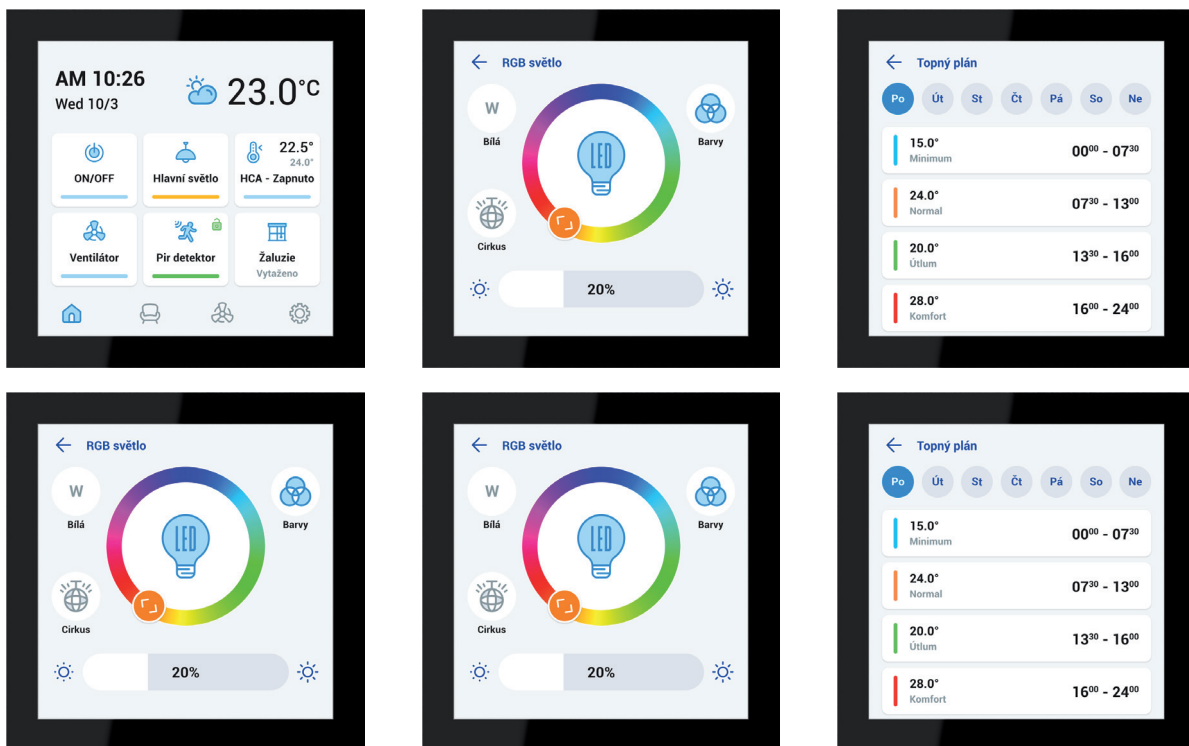 AM 10:26
Wed 10/3
23.0°C
ON/OFF
Hlavní světlo
22.5°
24.0°
HCA - Zapnuto
Ventilátor
Pir detektor
Žaluzie
Vytaženo
RGB světlo
W
Bílá
Barvy
LED
Cirkus
20%
Topný plán
Po Út St Čt Pá So Ne
15.0°
Minimum
00⁰⁰ - 07³⁰
24.0°
Normal
07³⁰ - 13⁰⁰
20.0°
Útlum
13³⁰ - 16⁰⁰
28.0°
Komfort
16⁰⁰ - 24⁰⁰
RGB světlo
W
Bílá
Barvy
LED
Cirkus
20%
RGB světlo
W
Bílá
Barvy
LED
Cirkus
20%
Topný plán
Po Út St Čt Pá So Ne
15.0°
Minimum
00⁰⁰ - 07³⁰
24.0°
Normal
07³⁰ - 13⁰⁰
20.0°
Útlum
13³⁰ - 16⁰⁰
28.0°
Komfort
16⁰⁰ - 24⁰⁰